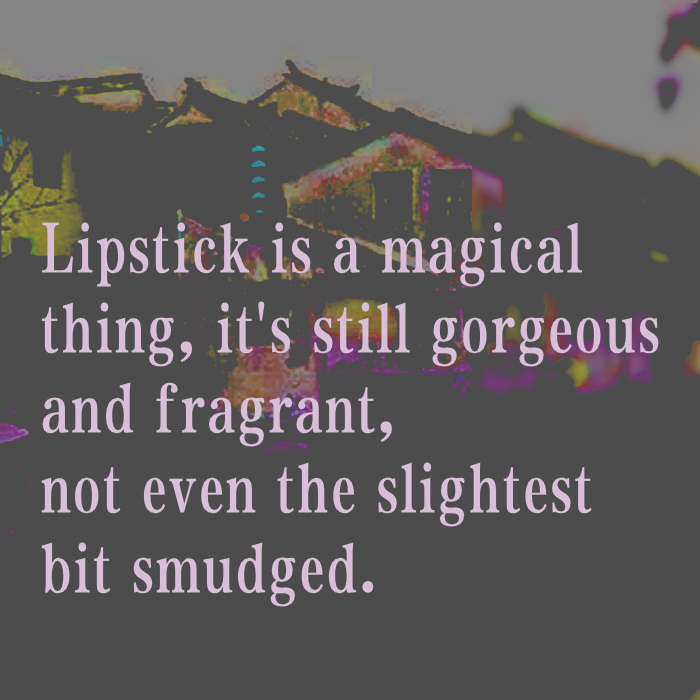 Lipstick is a magical
thing, it's still gorgeous
and fragrant,
not even the slightest
bit smudged.